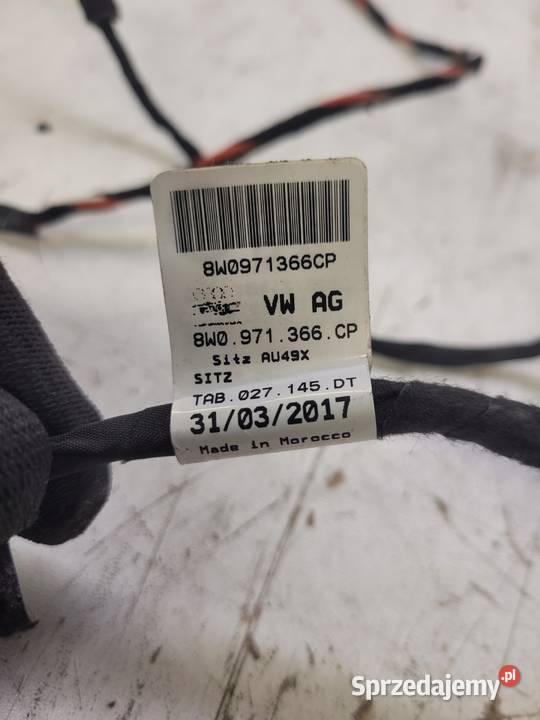 8W0971366CP
VW AG
8W0.971.366.CP
Sitz AU49X
SITZ
TAB.027.145.DT
31/03/2017
Made in Morocco
Sprzedajemy.pl